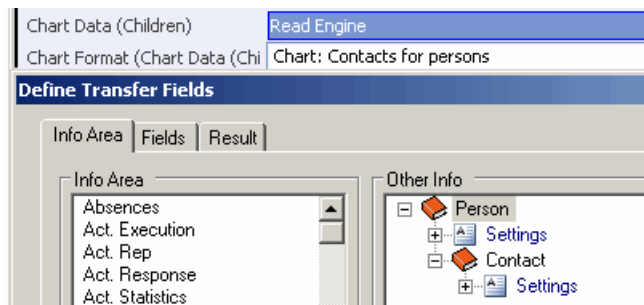 Chart Data (Children) Read Engine
Chart Format (Chart Data (Chi Chart: Contacts for persons
Define Transfer Fields
Info Area Fields Result
Info Area
Absences
Act. Execution
Act. Rep
Act. Response
Act. Statistics
Other Info
Person
Settings
Contact
Settings